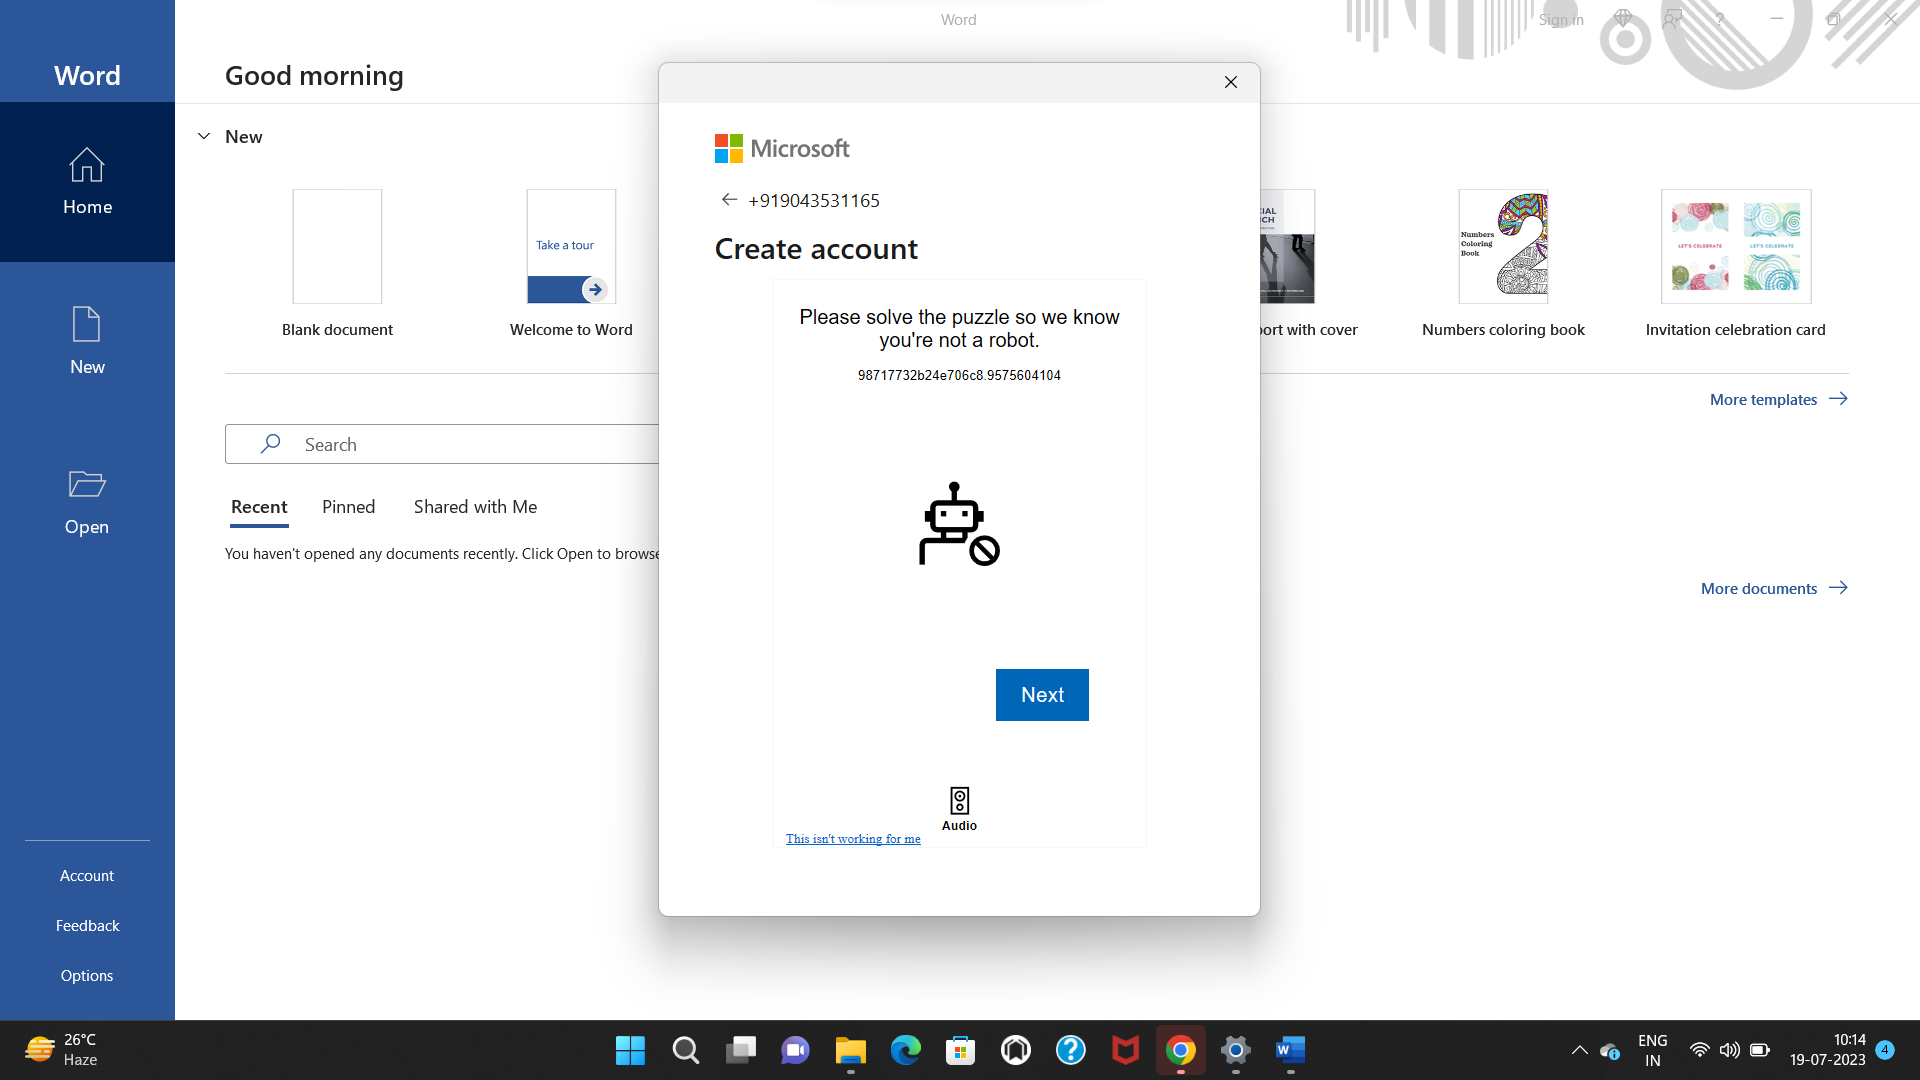 Word
Sign in
?
Word
Good morning
Home
New
Open
Account
Feedback
Options
New
Take a tour
Blank document
Welcome to Word
Numbers
Coloring
Book
LET'S CELEBRATE
LET'S CELEBRATE
ort with cover
Numbers coloring book
Invitation celebration card
More templates
Search
Recent
Pinned
Shared with Me
You haven't opened any documents recently. Click Open to browse
More documents
Microsoft
+919043531165
Create account
Please solve the puzzle so we know
you're not a robot.
98717732b24e706c8.9575604104
Next
Audio
This isn't working for me
26°C
Haze
?
W
ENG
IN
10:14
19-07-2023
4